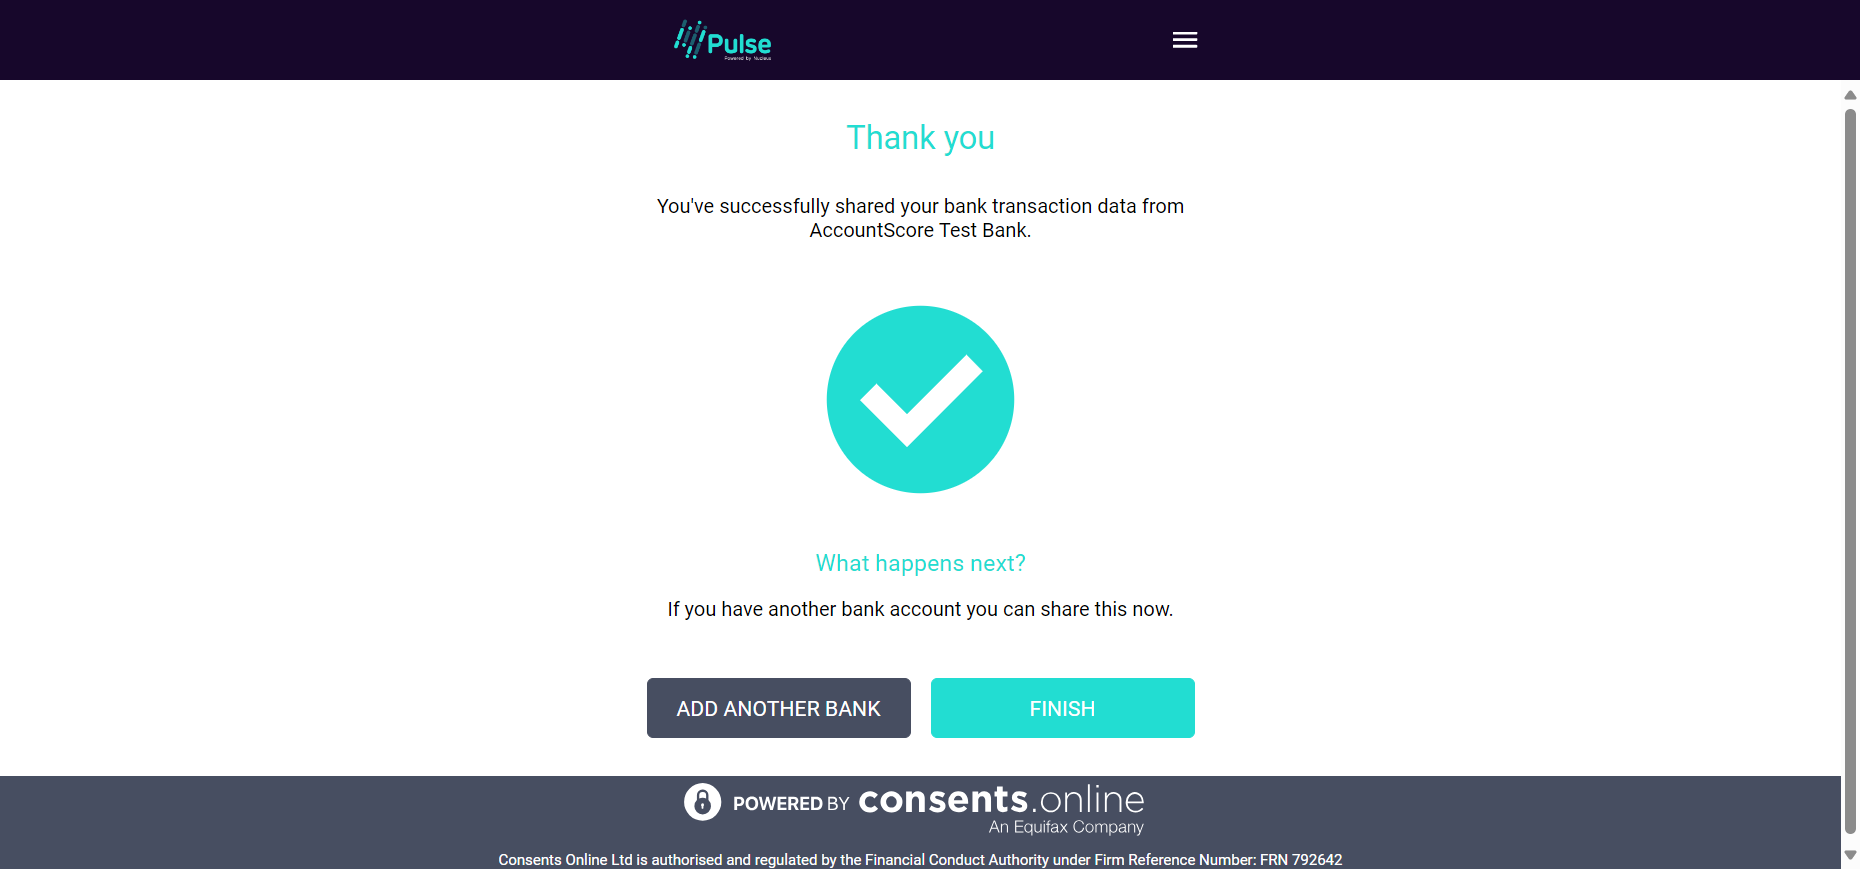 Pulse
Powered by Nucleus
Thank you
You've successfully shared your bank transaction data from
AccountScore Test Bank.
What happens next?
If you have another bank account you can share this now.
ADD ANOTHER BANK
FINISH
POWERED BY consents.online
An Equifax Company
Consents Online Ltd is authorised and regulated by the Financial Conduct Authority under Firm Reference Number: FRN 792642